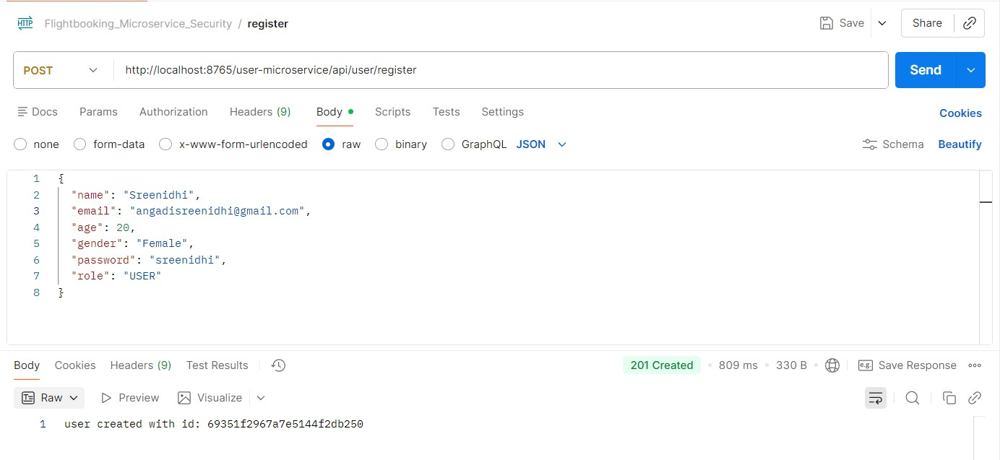 HTTP Flightbooking_Microservice_Security / register Save Share
POST http://localhost:8765/user-microservice/api/user/register Send
Docs Params Authorization Headers (9) Body Scripts Tests Settings Cookies
none form-data x-www-form-urlencoded raw binary GraphQL JSON Schema Beautify
1 {
2 "name": "Sreenidhi",
3 "email": "angadisreenidhi@gmail.com",
4 "age": 20,
5 "gender": "Female",
6 "password": "sreenidhi",
7 "role": "USER"
8 }
Body Cookies Headers (9) Test Results 201 Created • 809 ms • 330 B • e.g. Save Response
Raw Preview Visualize
1 user created with id: 69351f2967a7e5144f2db250